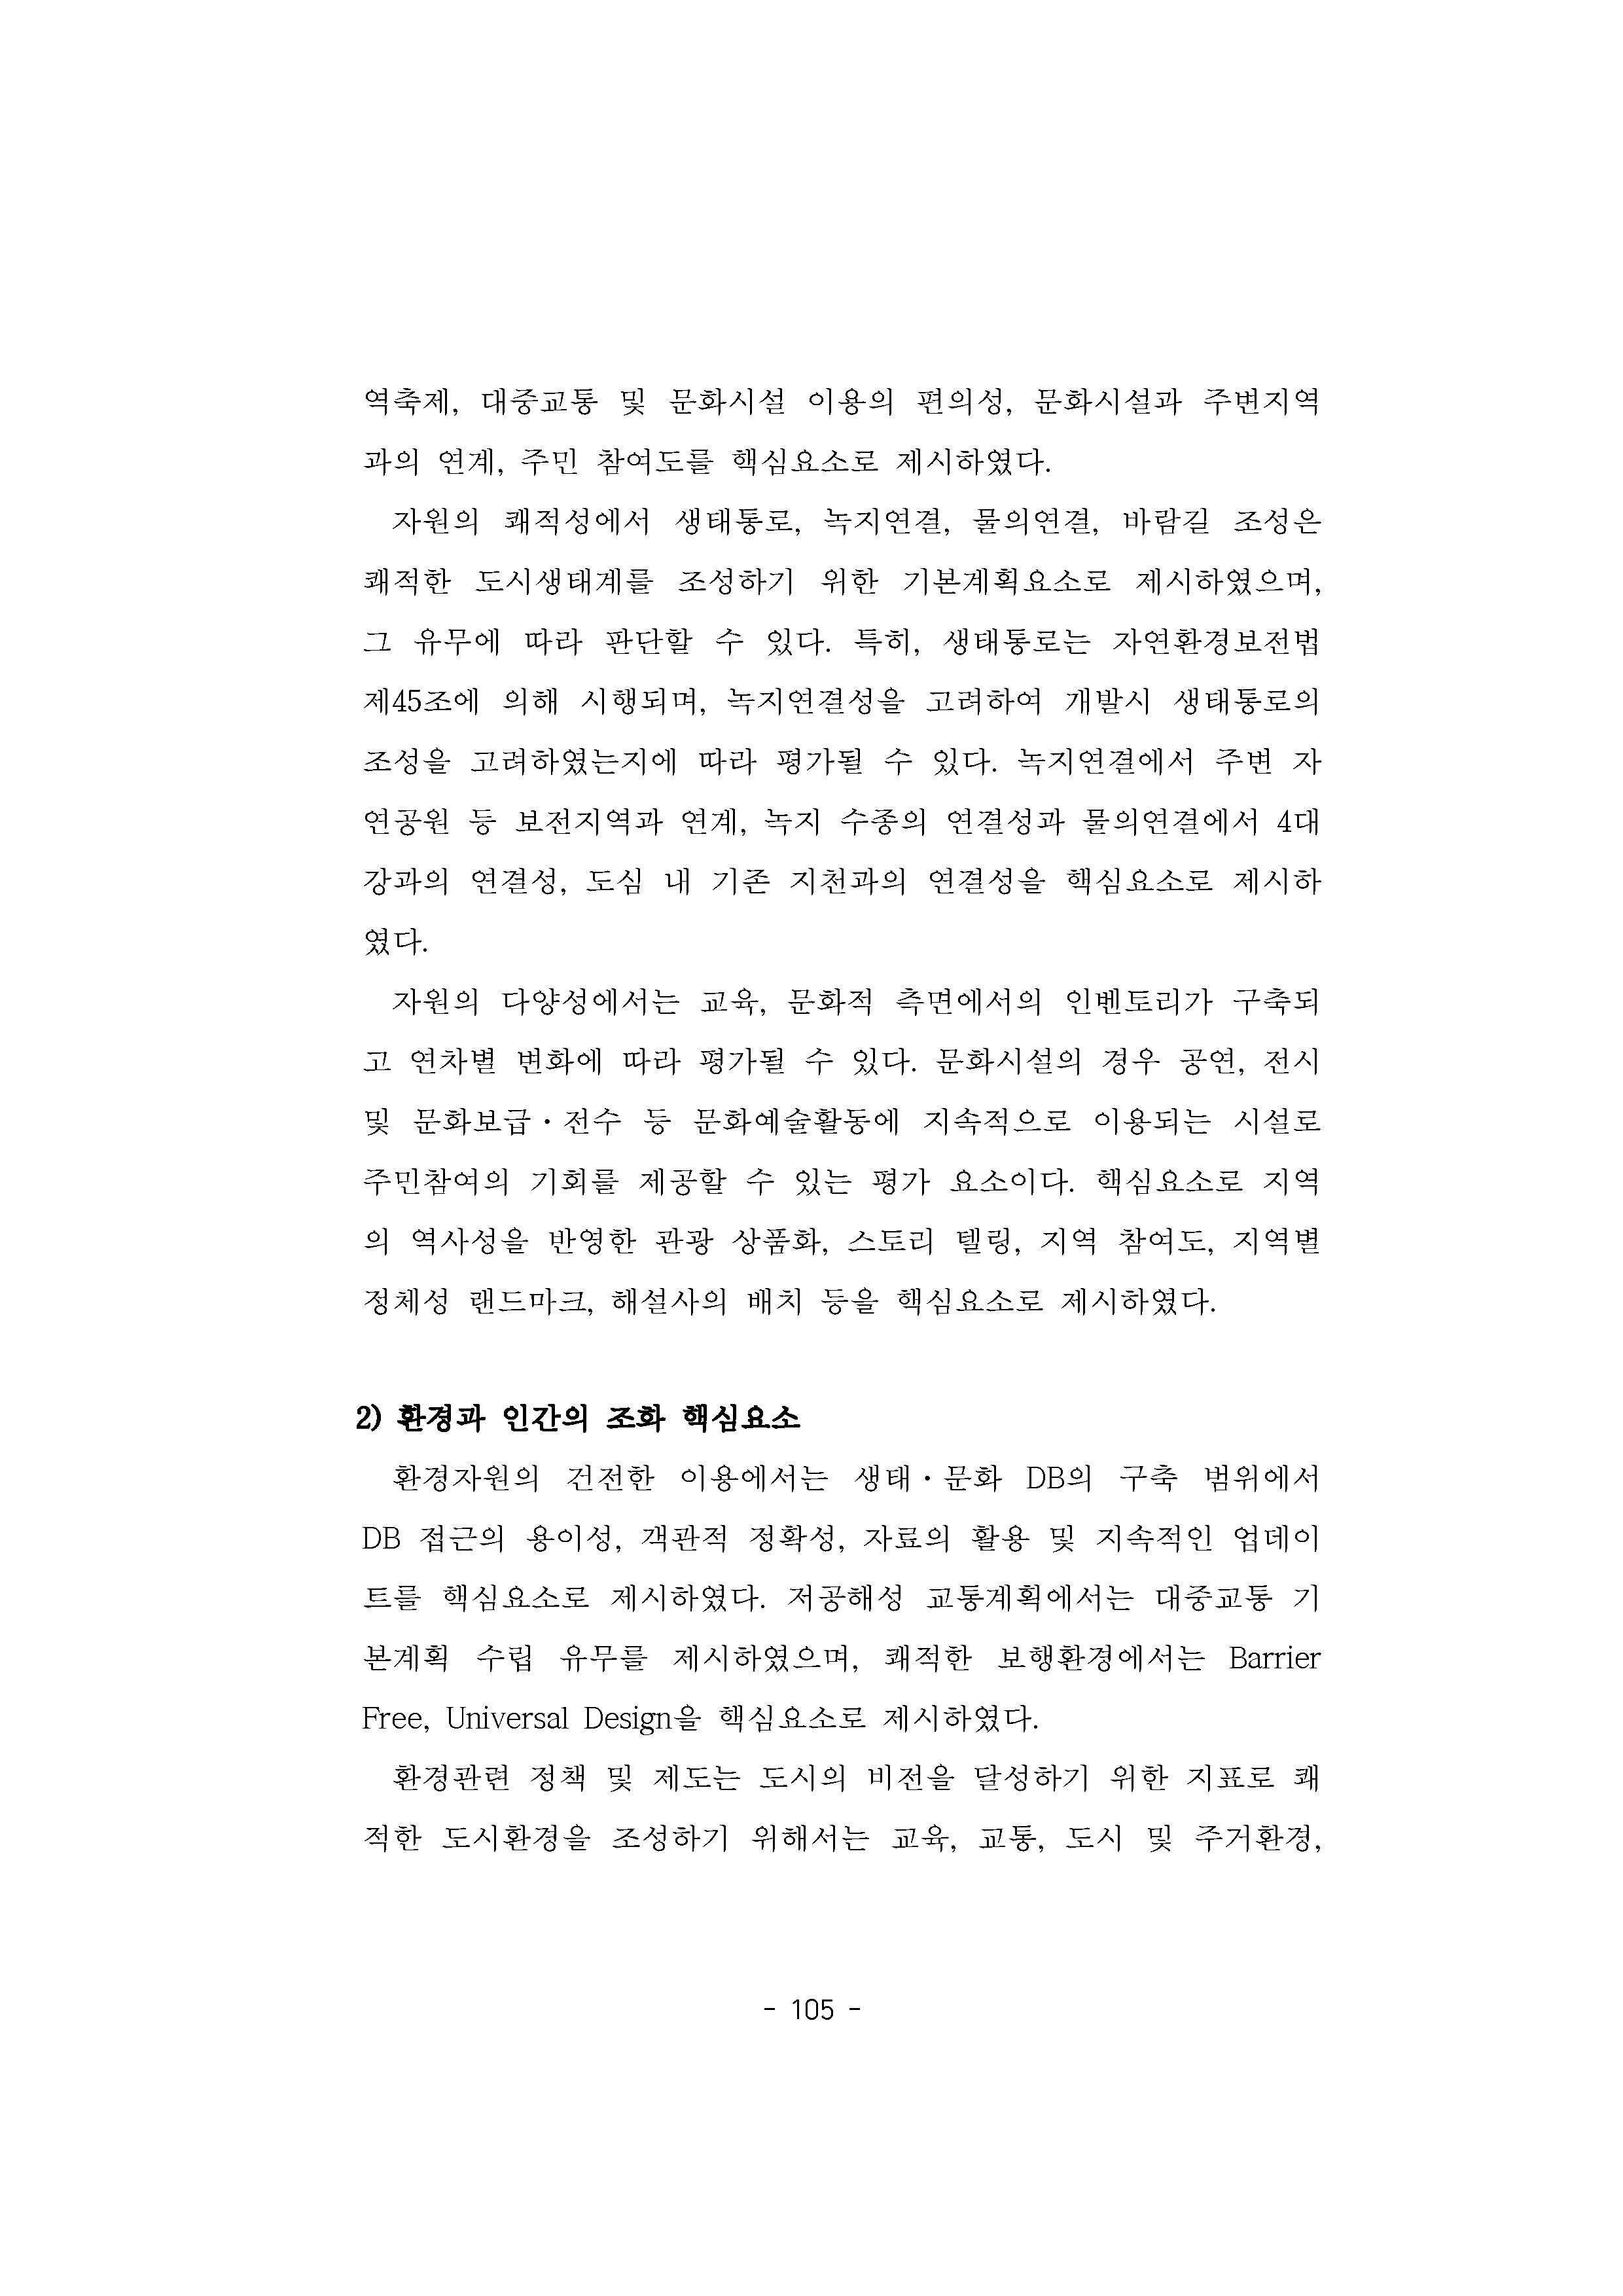 역축제, 대중교통 및 문화시설 이용의 편의성, 문화시설과 주변지역
과의 연계, 주민 참여도를 핵심요소로 제시하였다.
자원의 쾌적성에서 생태통로, 녹지연결, 물의연결, 바람길 조성은
쾌적한 도시생태계를 조성하기 위한 기본계획요소로 제시하였으며,
그 유무에 따라 판단할 수 있다. 특히, 생태통로는 자연환경보전법
제45조에 의해 시행되며, 녹지연결성을 고려하여 개발시 생태통로의
조성을 고려하였는지에 따라 평가될 수 있다. 녹지연결에서 주변 자
연공원 등 보전지역과 연계, 녹지 수종의 연결성과 물의연결에서 4대
강과의 연결성, 도심 내 기존 지천과의 연결성을 핵심요소로 제시하
였다.
자원의 다양성에서는 교육, 문화적 측면에서의 인벤토리가 구축되
고 연차별 변화에 따라 평가될 수 있다. 문화시설의 경우 공연, 전시
및 문화보급·전수 등 문화예술활동에 지속적으로 이용되는 시설로
주민참여의 기회를 제공할 수 있는 평가 요소이다. 핵심요소로 지역
의 역사성을 반영한 관광 상품화, 스토리 텔링, 지역 참여도, 지역별
정체성 랜드마크, 해설사의 배치 등을 핵심요소로 제시하였다.
2) 환경과 인간의 조화 핵심요소
환경자원의 건전한 이용에서는 생태·문화 DB의 구축 범위에서
DB 접근의 용이성, 객관적 정확성, 자료의 활용 및 지속적인 업데이
트를 핵심요소로 제시하였다. 저공해성 교통계획에서는 대중교통 기
본계획 수립 유무를 제시하였으며, 쾌적한 보행환경에서는 Barrier
Free, Universal Design을 핵심요소로 제시하였다.
환경관련 정책 및 제도는 도시의 비전을 달성하기 위한 지표로 쾌
적한 도시환경을 조성하기 위해서는 교육, 교통, 도시 및 주거환경,
- 105 -